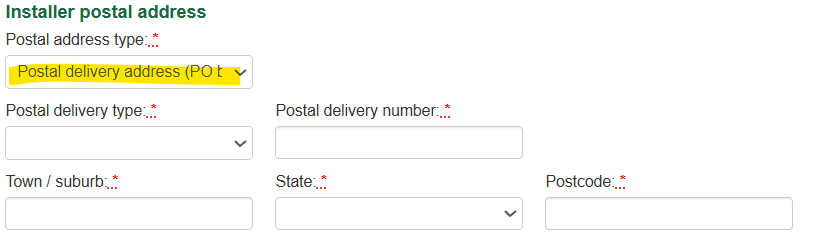 Installer postal address
Postal address type: *
Postal delivery address (PO b
Postal delivery type: * Postal delivery number: *
Town / suburb: * State: * Postcode: *